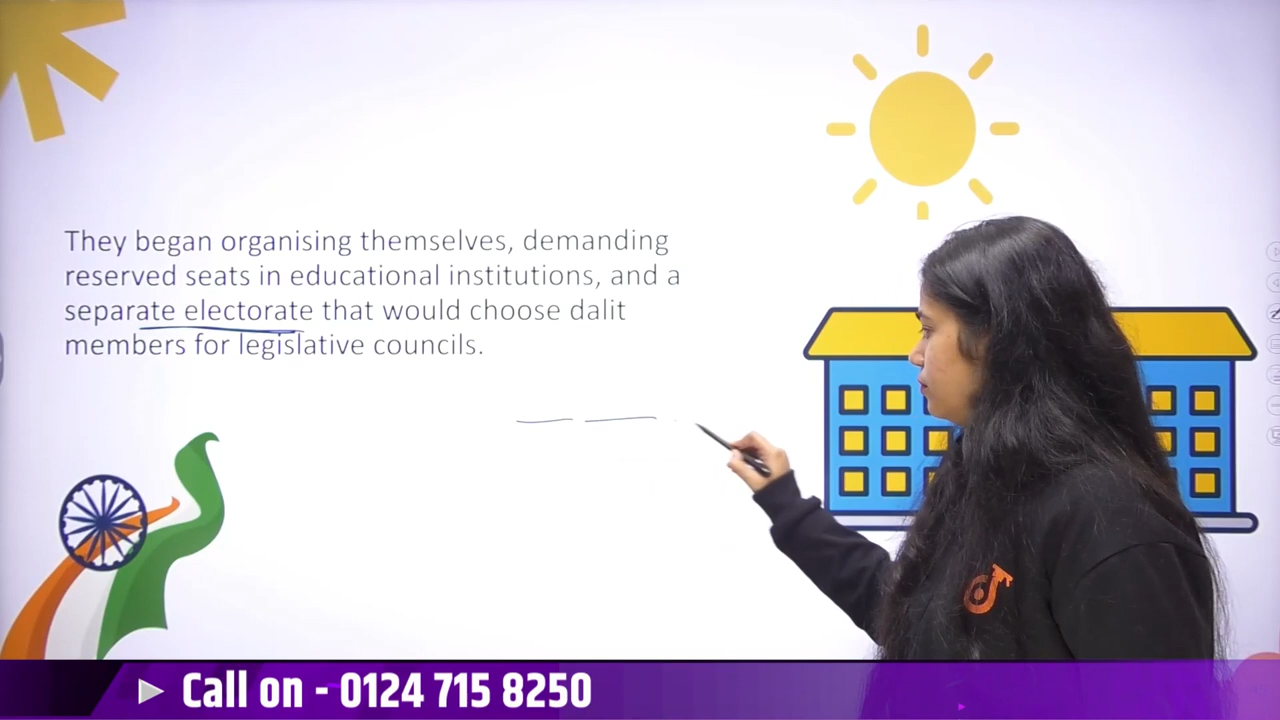 They began organising themselves, demanding
reserved seats in educational institutions, and a
separate electorate that would choose dalit
members for legislative councils.
Call on - 0124 715 8250